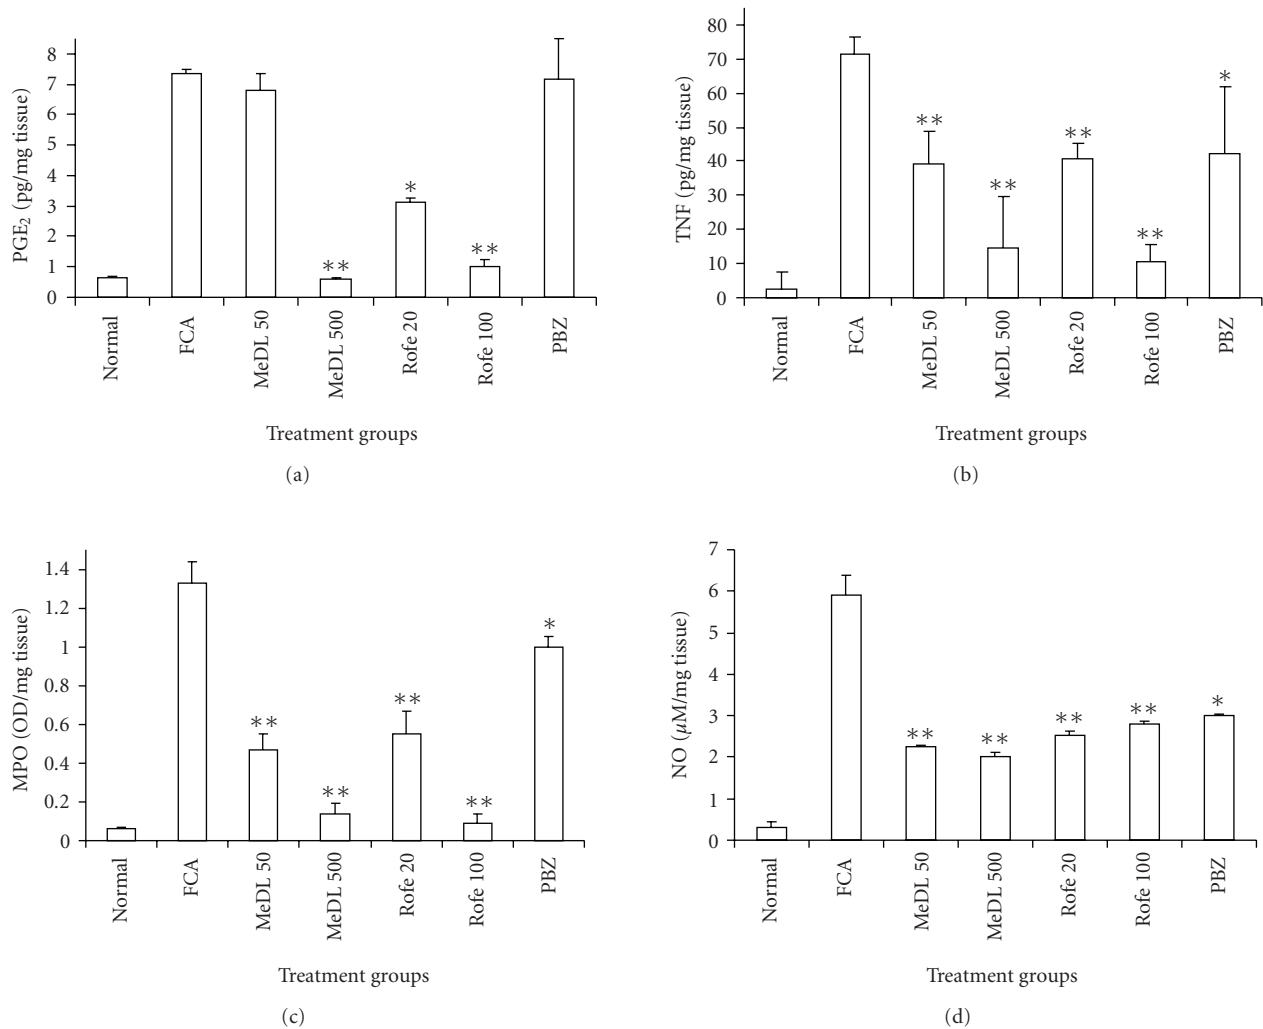 PGE2 (pg/mg tissue)
8
7
6
5
4
3
2
1
0
*
**
**
Normal
FCA
MeDL 50
MeDL 500
Rofe 20
Rofe 100
PBZ
Treatment groups
(a)
TNF (pg/mg tissue)
80
70
60
50
40
30
20
10
0
**
**
**
**
*
Normal
FCA
MeDL 50
MeDL 500
Rofe 20
Rofe 100
PBZ
Treatment groups
(b)
MPO (OD/mg tissue)
1.4
1.2
1
0.8
0.6
0.4
0.2
0
**
**
**
**
*
Normal
FCA
MeDL 50
MeDL 500
Rofe 20
Rofe 100
PBZ
Treatment groups
(c)
NO (μM/mg tissue)
7
6
5
4
3
2
1
0
**
**
**
**
*
Normal
FCA
MeDL 50
MeDL 500
Rofe 20
Rofe 100
PBZ
Treatment groups
(d)